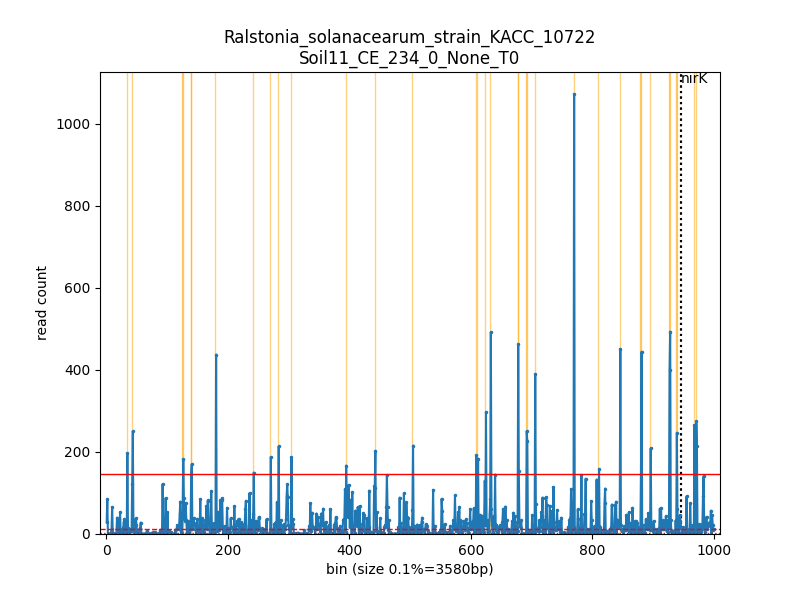 Ralstonia_solanacearum_strain_KACC_10722
Soil11_CE_234_0_None_T0
nirK
1000
800
600
400
200
0
read count
0 200 400 600 800 1000
bin (size 0.1%=3580bp)